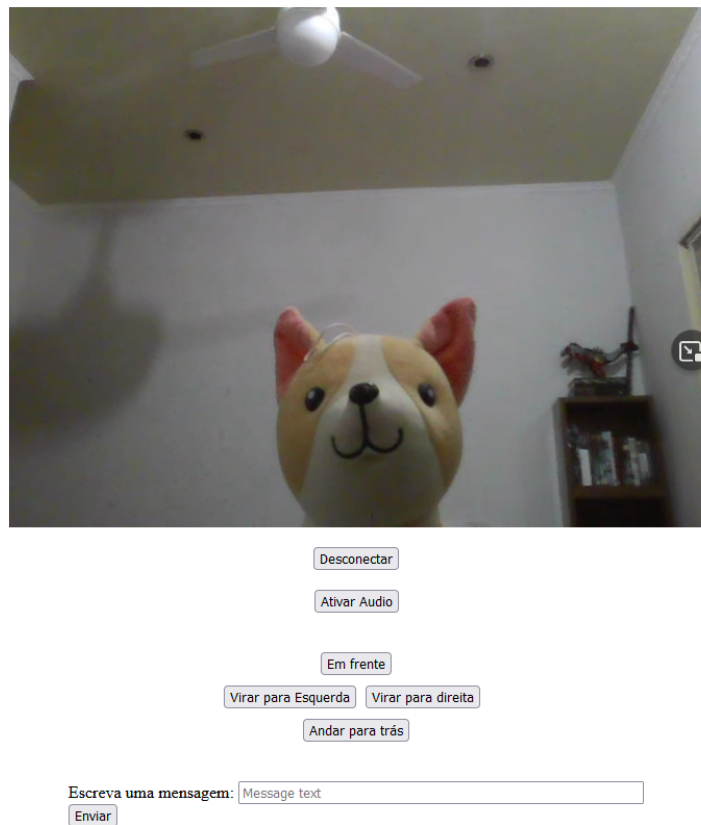 Desconectar
Ativar Audio
Em frente
Virar para Esquerda Virar para direita
Andar para trás
Escreva uma mensagem: Message text
Enviar